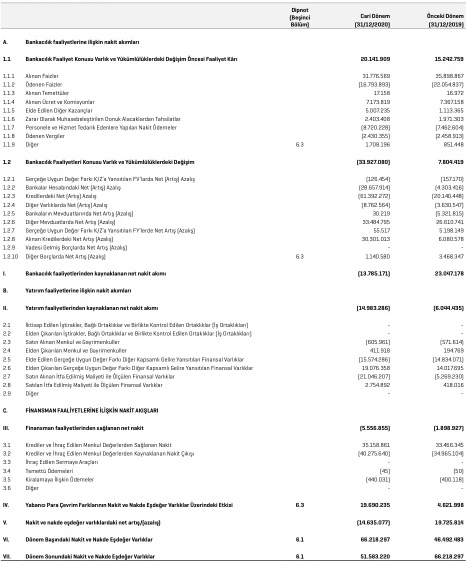 Dipnot
(Beşinci Cari Dönem Önceki Dönem
Bölüm) (31/12/2020) (31/12/2019)
A. Bankacılık faaliyetlerine ilişkin nakit akımları
1.1 Bankacılık Faaliyet Konusu Varlık ve Yükümlülüklerdeki Değişim Öncesi Faaliyet Kârı 20.141.909 15.242.759
1.1.1 Alınan Faizler 31.776.569 35.898.867
1.1.2 Ödenen Faizler (16.793.893) (22.054.837)
1.1.3 Alınan Temettüler 17.158 16.972
1.1.4 Alınan Ücret ve Komisyonlar 7.173.819 7.367.158
1.1.5 Elde Edilen Diğer Kazançlar 5.007.235 1.113.365
1.1.6 Zarar Olarak Muhasebeleştirilen Donuk Alacaklardan Tahsilatlar 2.403.408 1.971.303
1.1.7 Personele ve Hizmet Tedarik Edenlere Yapılan Nakit Ödemeler (8.720.228) (7.462.604)
1.1.8 Ödenen Vergiler (2.430.355) (2.458.913)
1.1.9 Diğer 6.3 1.708.196 851.448
1.2 Bankacılık Faaliyetleri Konusu Varlık ve Yükümlülüklerdeki Değişim (33.927.080) 7.804.419
1.2.1 Gerçeğe Uygun Değer Farkı K/Z'a Yansıtılan FV'larda Net (Artış) Azalış (126.454) (157.170)
1.2.2 Bankalar Hesabındaki Net (Artış) Azalış (28.657.914) (4.303.416)
1.2.3 Kredilerdeki Net (Artış) Azalış (61.392.272) (20.140.448)
1.2.4 Diğer Varlıklarda Net (Artış) Azalış (8.762.564) (3.630.547)
1.2.5 Bankaların Mevduatlarında Net Artış (Azalış) 30.219 (5.321.815)
1.2.6 Diğer Mevduatlarda Net Artış (Azalış) 33.484.795 26.610.741
1.2.7 Gerçeğe Uygun Değer Farkı K/Z'a Yansıtılan FY'lerde Net Artış (Azalış) 55.517 5.198.149
1.2.8 Alınan Kredilerdeki Net Artış (Azalış) 30.301.013 6.080.578
1.2.9 Vadesi Gelmiş Borçlarda Net Artış (Azalış) - -
1.2.10 Diğer Borçlarda Net Artış (Azalış) 6.3 1.140.580 3.468.347
I. Bankacılık faaliyetlerinden kaynaklanan net nakit akımı (13.785.171) 23.047.178
B. Yatırım faaliyetlerine ilişkin nakit akımları
II. Yatırım faaliyetlerinden kaynaklanan net nakit akımı (14.983.286) (6.044.435)
2.1 İktisap Edilen İştirakler, Bağlı Ortaklıklar ve Birlikte Kontrol Edilen Ortaklıklar (İş Ortaklıkları) - -
2.2 Elden Çıkarılan İştirakler, Bağlı Ortaklıklar ve Birlikte Kontrol Edilen Ortaklıklar (İş Ortaklıkları) - -
2.3 Satın Alınan Menkul ve Gayrimenkuller (605.961) (571.614)
2.4 Elden Çıkarılan Menkul ve Gayrimenkuller 411.918 194.769
2.5 Elde Edilen Gerçeğe Uygun Değer Farkı Diğer Kapsamlı Gelire Yansıtılan Finansal Varlıklar (15.574.286) (14.834.071)
2.6 Elden Çıkarılan Gerçeğe Uygun Değer Farkı Diğer Kapsamlı Gelire Yansıtılan Finansal Varlıklar 19.076.358 14.017.695
2.7 Satın Alınan İtfa Edilmiş Maliyeti ile Ölçülen Finansal Varlıklar (21.046.207) (5.269.230)
2.8 Satılan İtfa Edilmiş Maliyeti ile Ölçülen Finansal Varlıklar 2.754.892 418.016
2.9 Diğer - -
C. FİNANSMAN FAALİYETLERİNE İLİŞKİN NAKİT AKIŞLARI
III. Finansman faaliyetlerinden sağlanan net nakit (5.556.855) (1.898.927)
3.1 Krediler ve İhraç Edilen Menkul Değerlerden Sağlanan Nakit 35.158.861 33.466.345
3.2 Krediler ve İhraç Edilen Menkul Değerlerden Kaynaklanan Nakit Çıkışı (40.275.640) (34.965.104)
3.3 İhraç Edilen Sermaye Araçları - -
3.4 Temettü Ödemeleri (45) (50)
3.5 Kiralamaya İlişkin Ödemeler (440.031) (400.118)
3.6 Diğer - -
IV. Yabancı Para Çevrim Farklarının Nakit ve Nakde Eşdeğer Varlıklar Üzerindeki Etkisi 6.3 19.690.235 4.621.998
V. Nakit ve nakde eşdeğer varlıklardaki net artış/(azalış) (14.635.077) 19.725.814
VI. Dönem Başındaki Nakit ve Nakde Eşdeğer Varlıklar 6.1 66.218.297 46.492.483
VII. Dönem Sonundaki Nakit ve Nakde Eşdeğer Varlıklar 6.1 51.583.220 66.218.297